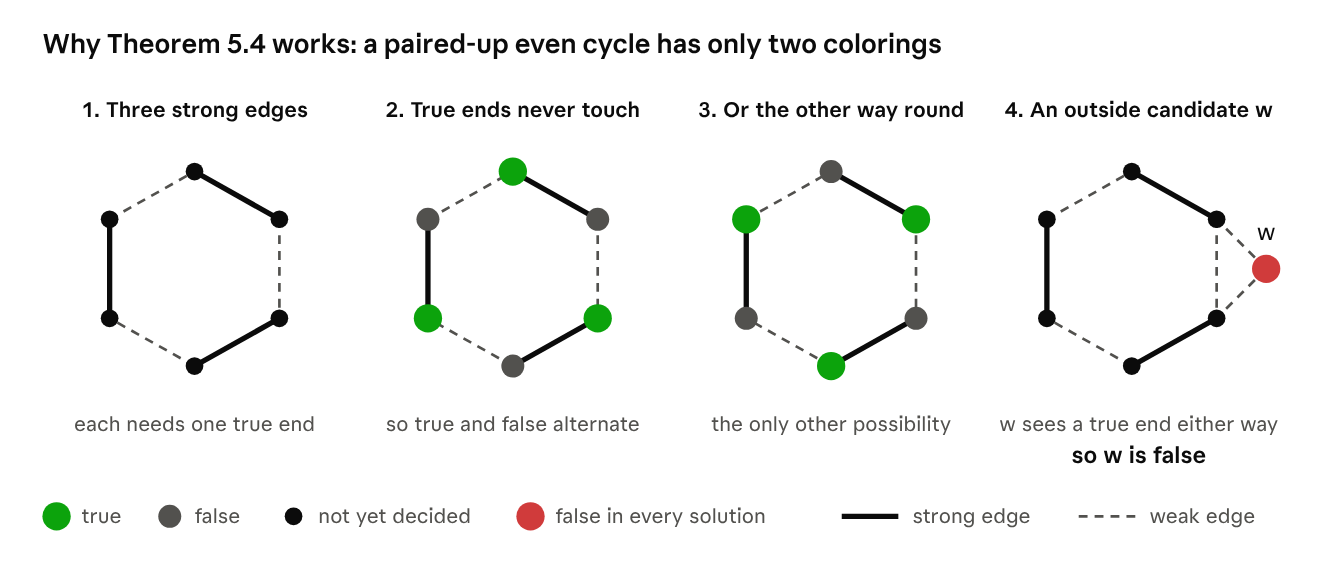 Why Theorem 5.4 works: a paired-up even cycle has only two colorings
1. Three strong edges
2. True ends never touch
3. Or the other way round
4. An outside candidate w
w
each needs one true end
so true and false alternate
the only other possibility
w sees a true end either way
so w is false
true
false
not yet decided
false in every solution
strong edge
weak edge